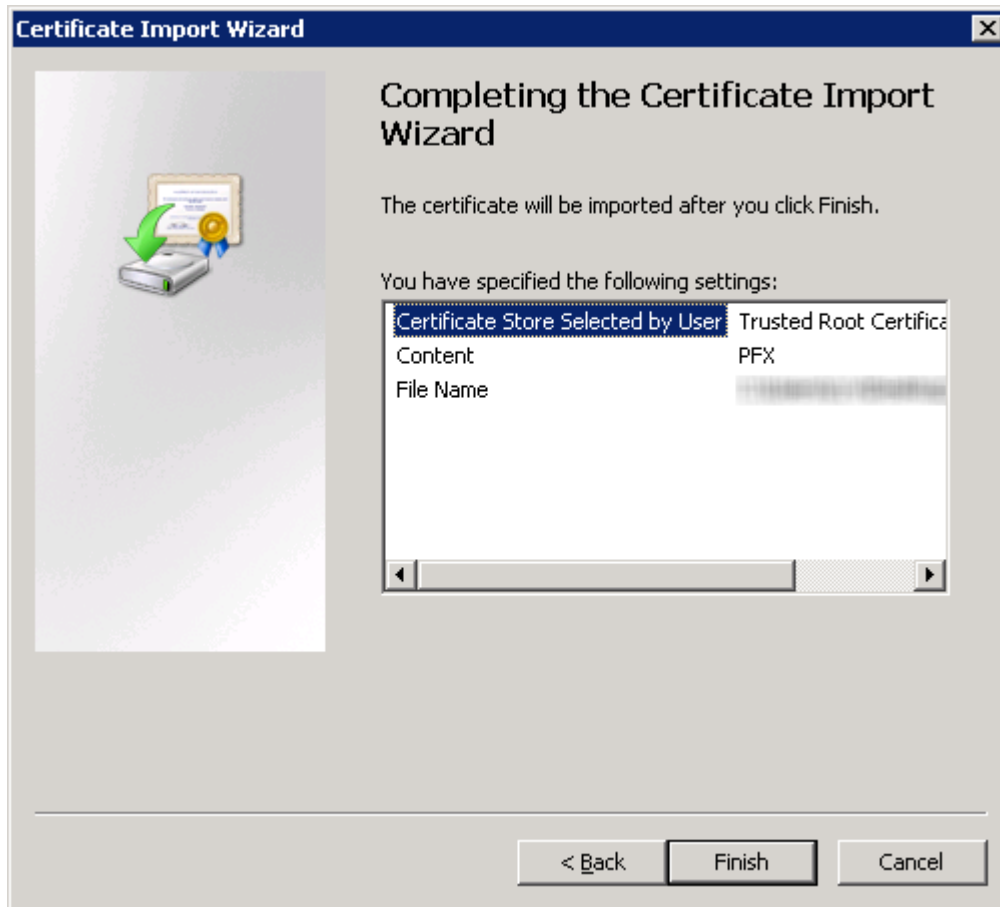 Certificate Import Wizard
Completing the Certificate Import
Wizard
The certificate will be imported after you click Finish.
You have specified the following settings:
Certificate Store Selected by User Trusted Root Certifica
Content PFX
File Name
< Back Finish Cancel